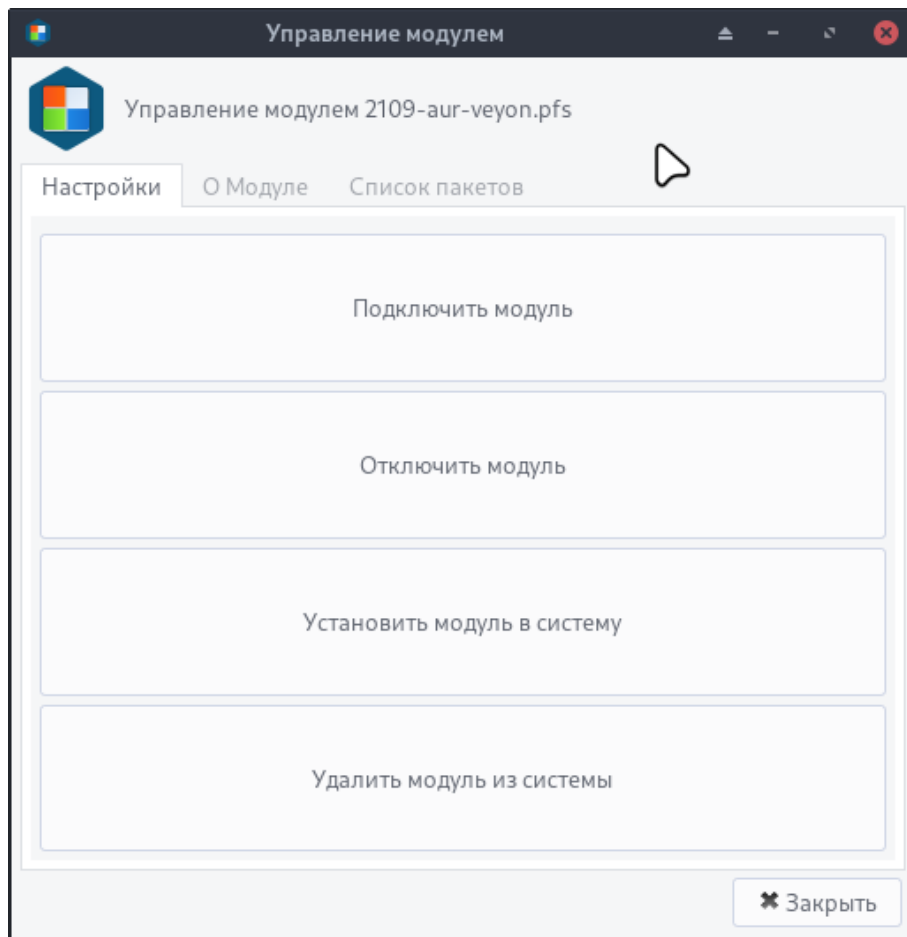 Управление модулем
Управление модулем 2109-aur-veyon.pfs
Настройки О Модуле Список пакетов
Подключить модуль
Отключить модуль
Установить модуль в систему
Удалить модуль из системы
Закрыть